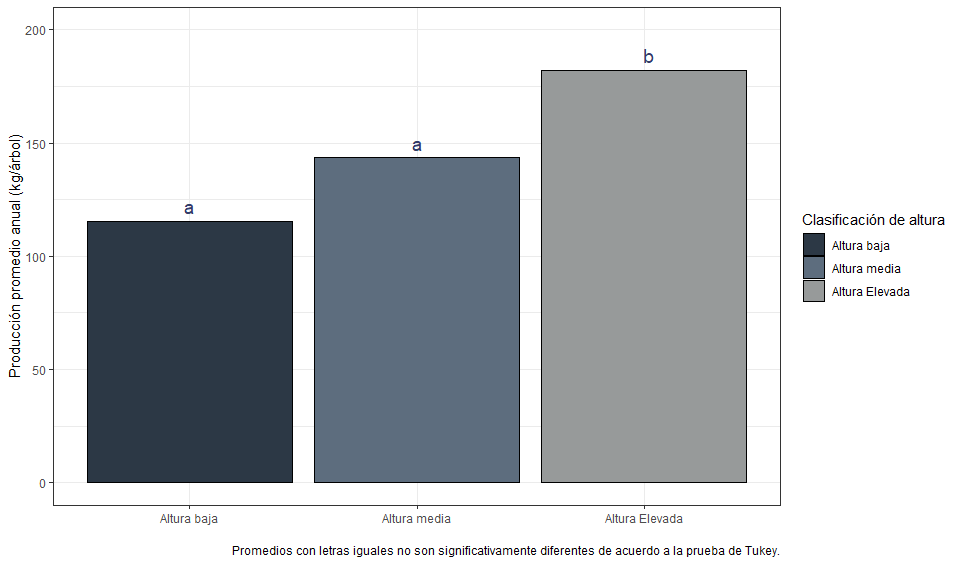 Producción promedio anual (kg/árbol)
200
150
100
50
0
a
a
b
Altura baja
Altura media
Altura Elevada
Clasificación de altura
Altura baja
Altura media
Altura Elevada
Promedios con letras iguales no son significativamente diferentes de acuerdo a la prueba de Tukey.